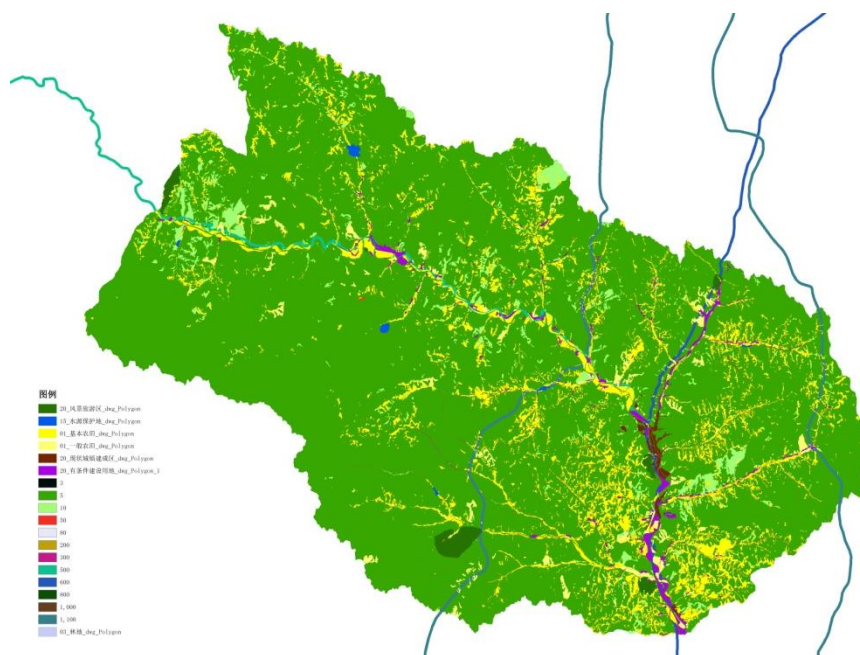 图例
20_风景旅游区_dwg_Polygon
15_水源保护地_dwg_Polygon
01_基本农田_dwg_Polygon
01_一般农田_dwg_Polygon
20_现状城镇建成区_dwg_Polygon
20_有条件建设用地_dwg_Polygon_1
3
5
10
50
80
200
300
500
600
800
1,000
1,100
03_林地_dwg_Polygon